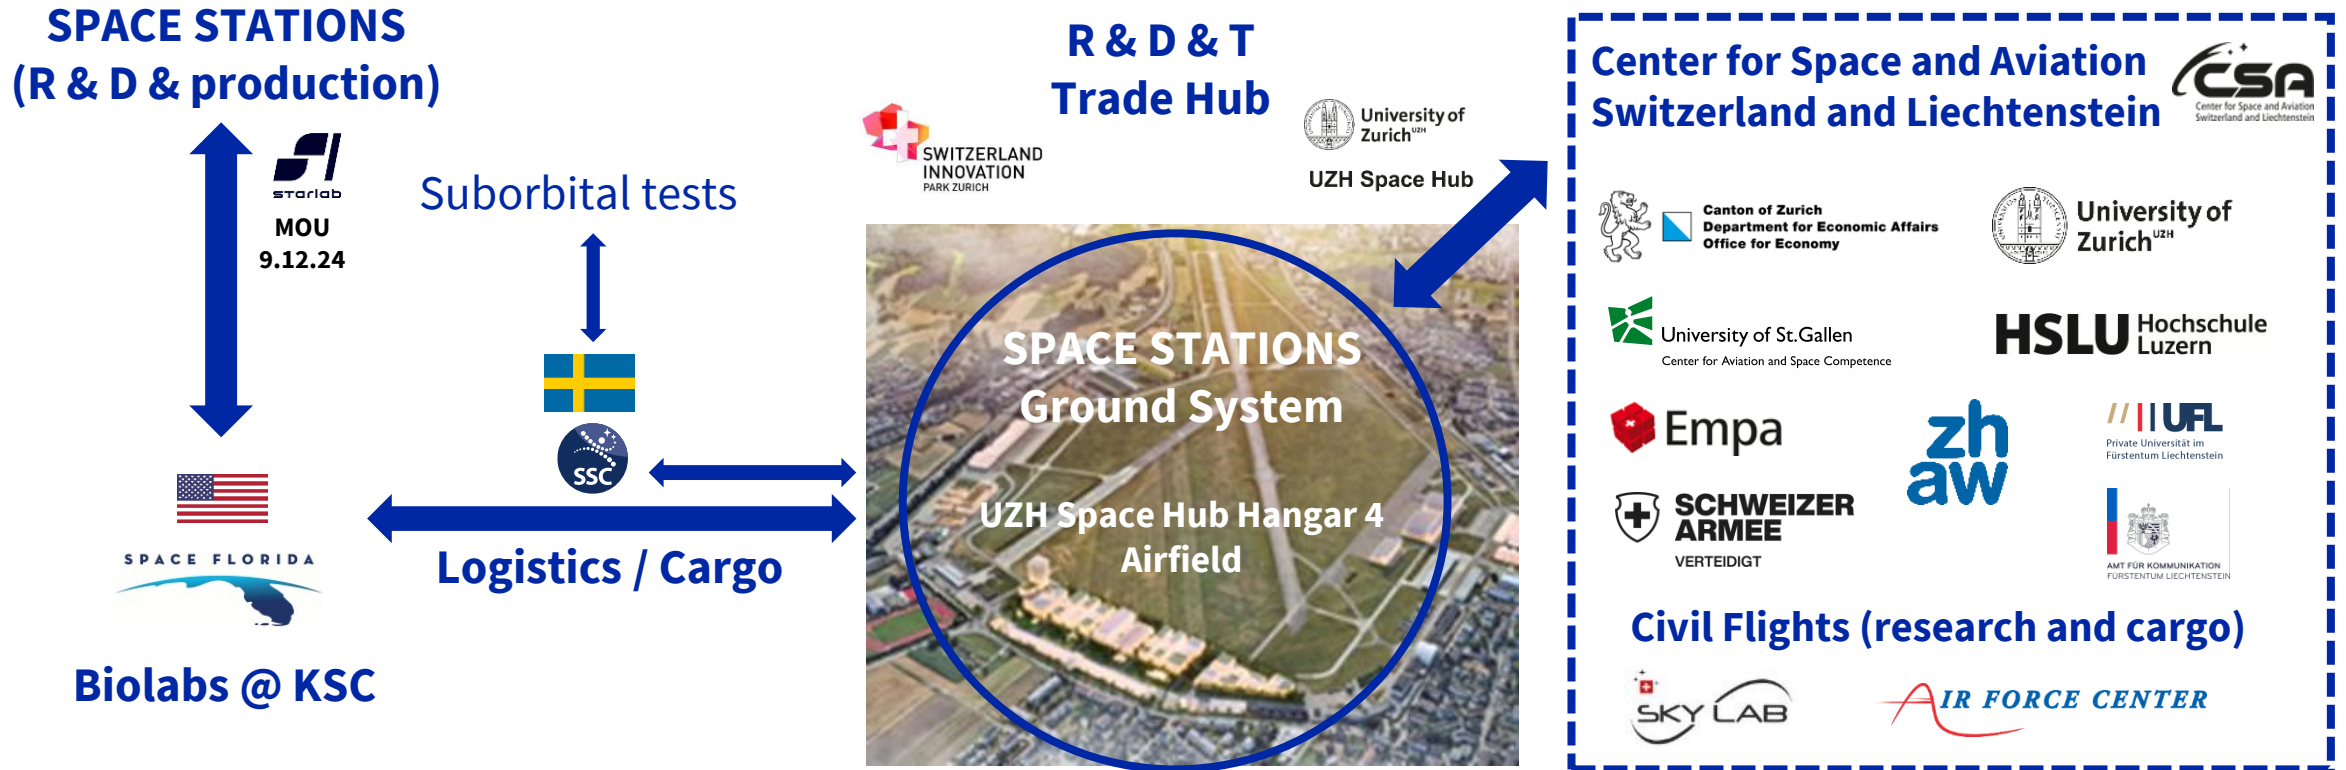 SPACE STATIONS
(R & D & production)
starlab
MOU
9.12.24
Suborbital tests
SSC
SPACE FLORIDA
Biolabs @ KSC
Logistics / Cargo
R & D & T
Trade Hub
SWITZERLAND
INNOVATION
PARK ZURICH
University of
Zurich UZH
UZH Space Hub
SPACE STATIONS
Ground System
UZH Space Hub Hangar 4
Airfield
Center for Space and Aviation
Switzerland and Liechtenstein
CSA
Center for Space and Aviation
Switzerland and Liechtenstein
Canton of Zurich
Department for Economic Affairs
Office for Economy
University of
Zurich UZH
University of St.Gallen
Center for Aviation and Space Competence
HSLU Hochschule
Luzern
Empa
zh
aw
UFL
Private Universität im
Fürstentum Liechtenstein
SCHWEIZER
ARMEE
VERTEIDIGT
AMT FÜR KOMMUNIKATION
FÜRSTENTUM LIECHTENSTEIN
Civil Flights (research and cargo)
SKY LAB
AIR FORCE CENTER